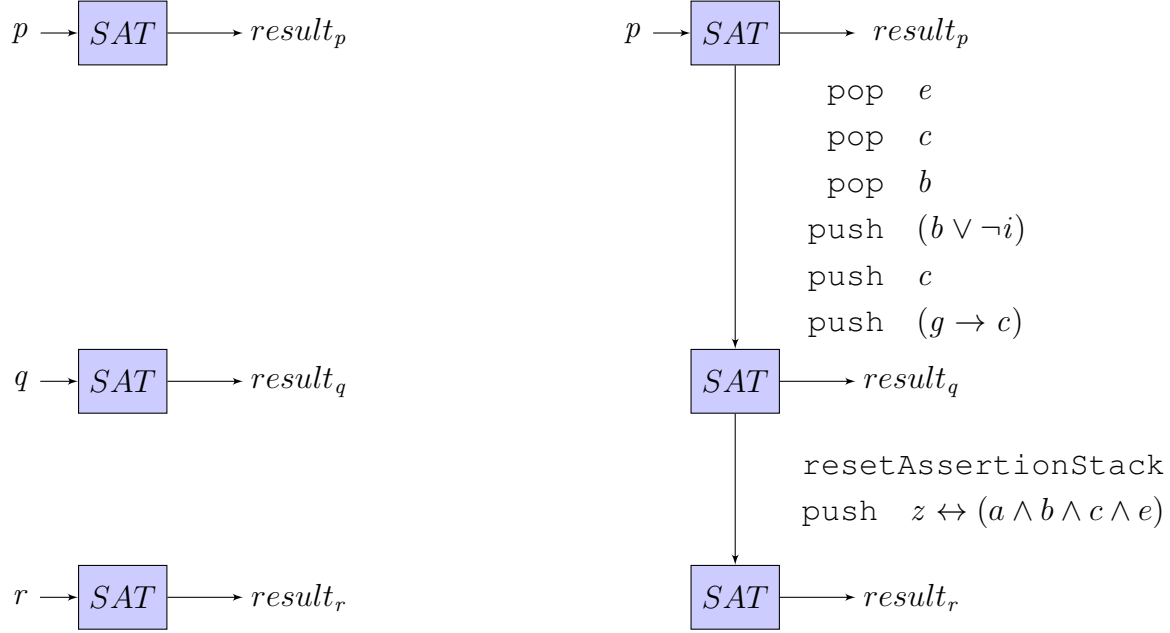 p SAT result_p p SAT result_p
pop e
pop c
pop b
push (b ∨ ¬i)
push c
push (g → c)
q SAT result_q SAT result_q
resetAssertionStack
push z ↔ (a ∧ b ∧ c ∧ e)
r SAT result_r SAT result_r